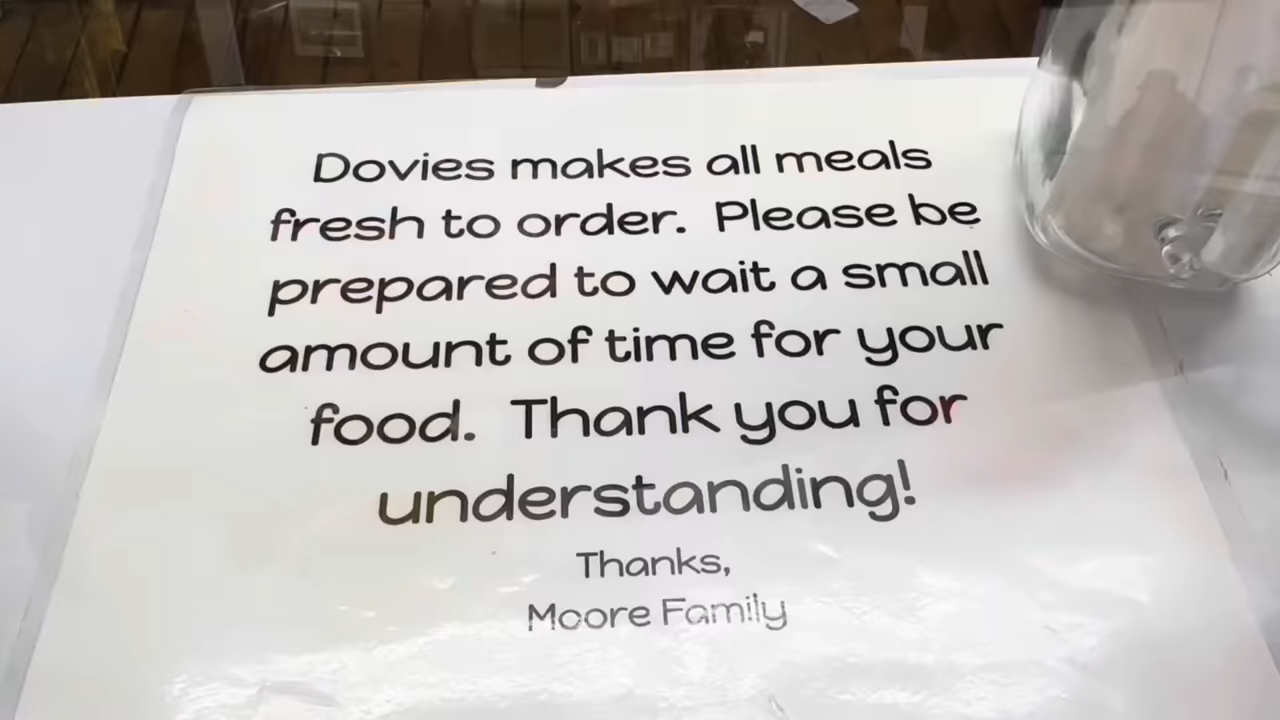 Dovies makes all meals
fresh to order. Please be
prepared to wait a small
amount of time for your
food. Thank you for
understanding!
Thanks,
Moore Family